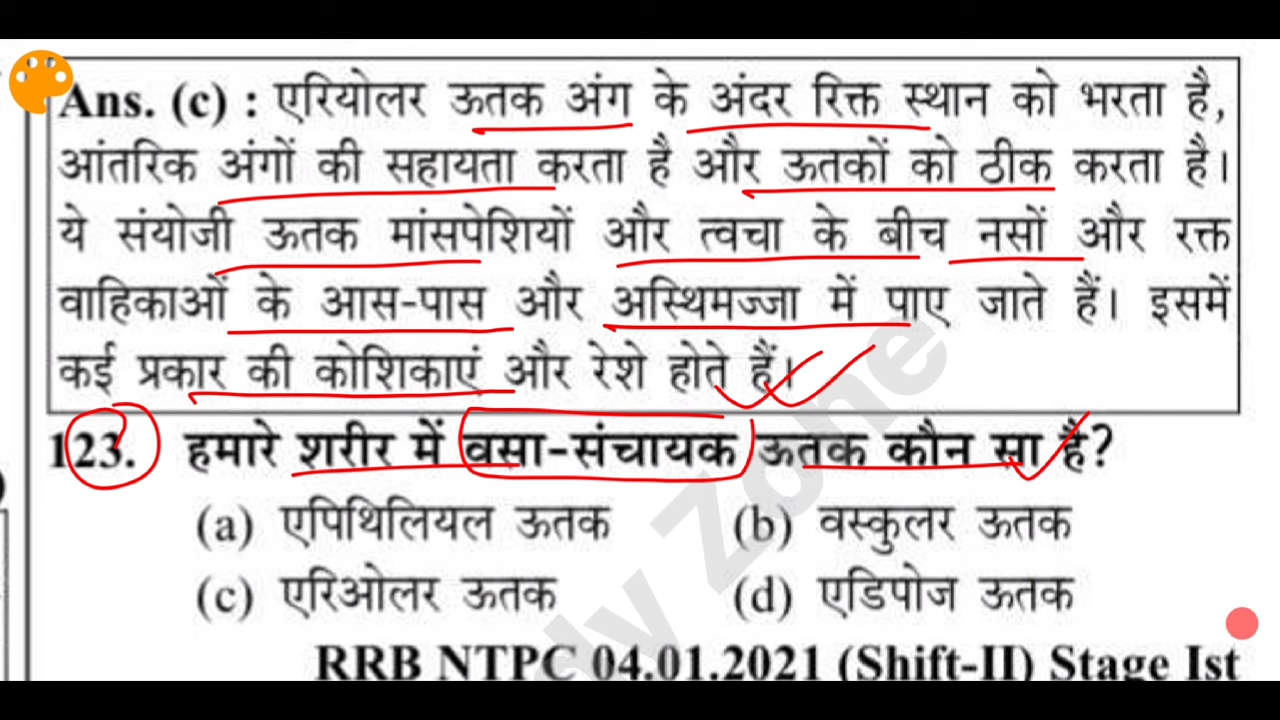 Ans. (c) : एरियोलर ऊतक अंग के अंदर रिक्त स्थान को भरता है,
आंतरिक अंगों की सहायता करता है और ऊतकों को ठीक करता है।
ये संयोजी ऊतक मांसपेशियों और त्वचा के बीच नसों और रक्त
वाहिकाओं के आस-पास और अस्थिमज्जा में पाए जाते हैं। इसमें
कई प्रकार की कोशिकाएं और रेशे होते हैं।
123. हमारे शरीर में वसा-संचायक ऊतक कौन सा है?
(a) एपिथिलियल ऊतक (b) वस्कुलर ऊतक
(c) एरिओलर ऊतक (d) एडिपोज ऊतक
RRB NTPC 04.01.2021 (Shift-II) Stage Ist
dy Zone